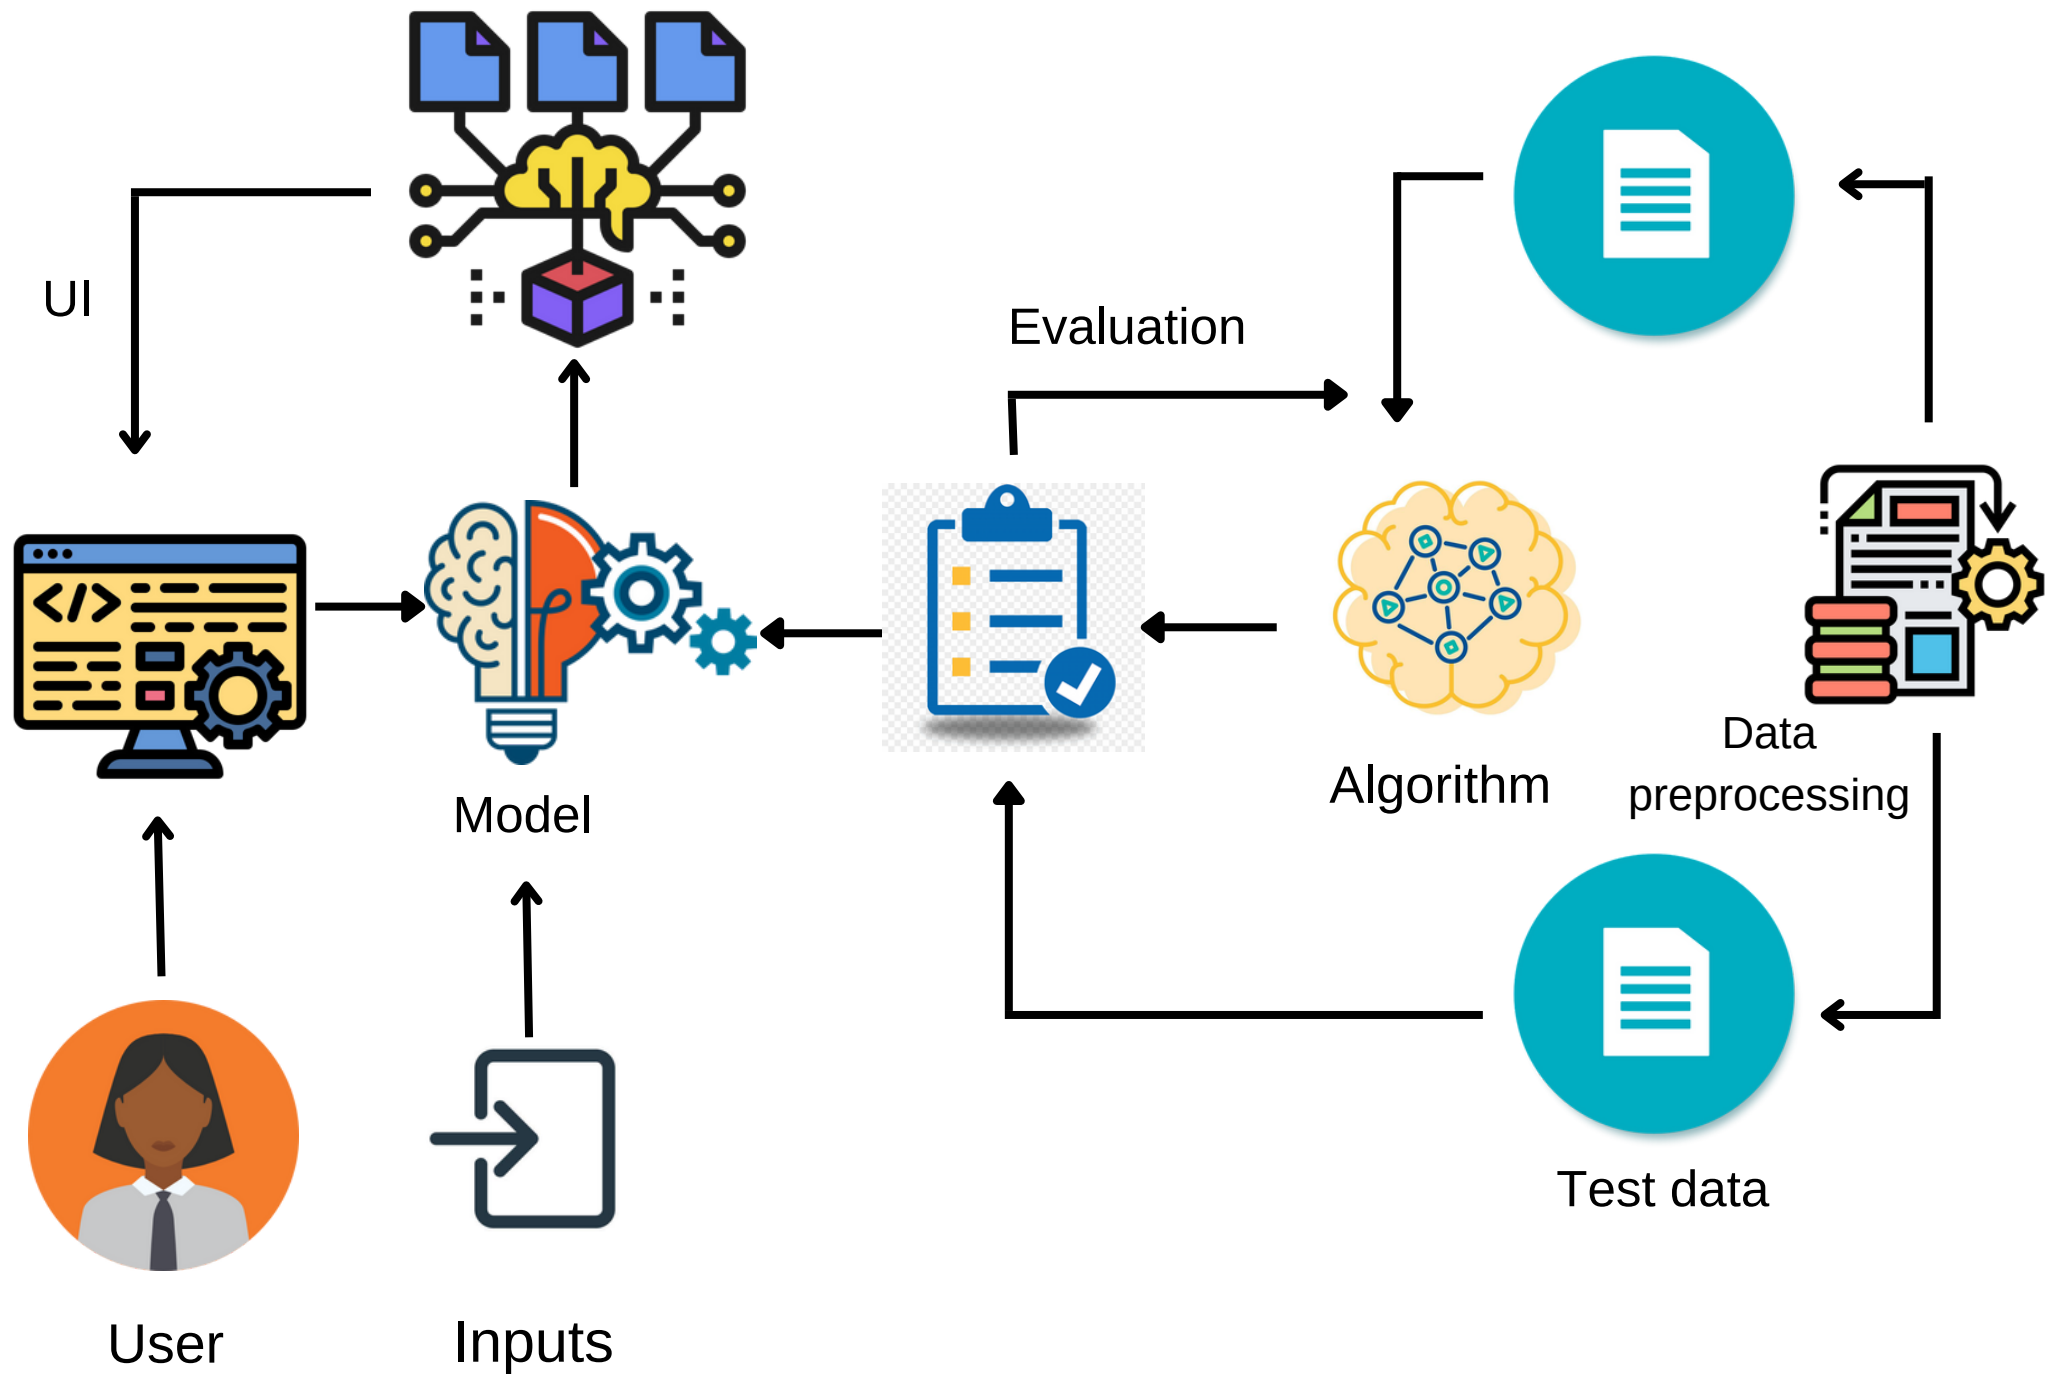 UI
Evaluation
Data
preprocessing
Algorithm
Model
Test data
User
Inputs